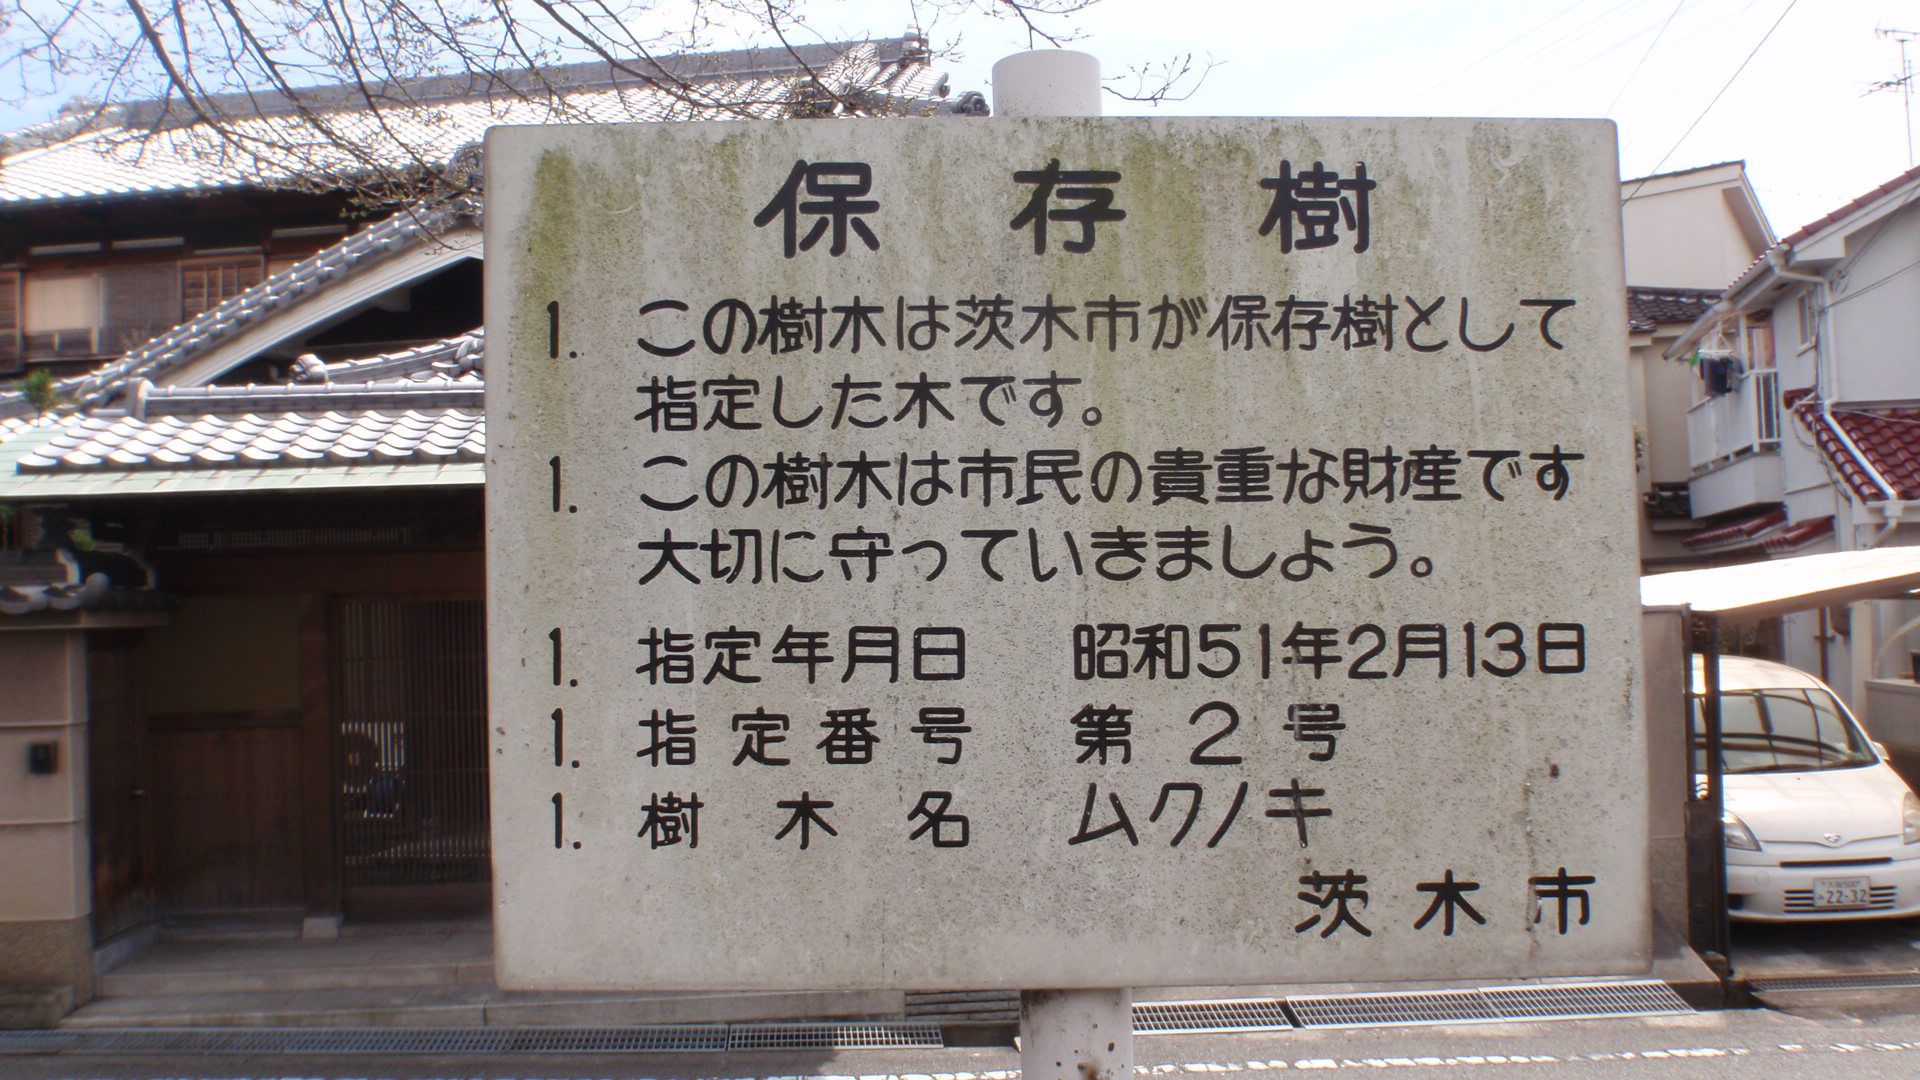 保存樹
1. この樹木は茨木市が保存樹として
指定した木です。
1. この樹木は市民の貴重な財産です
大切に守っていきましょう。
1. 指定年月日 昭和51年2月13日
1. 指定番号 第2号
1. 樹木名 ムクノキ
茨木市
22-32